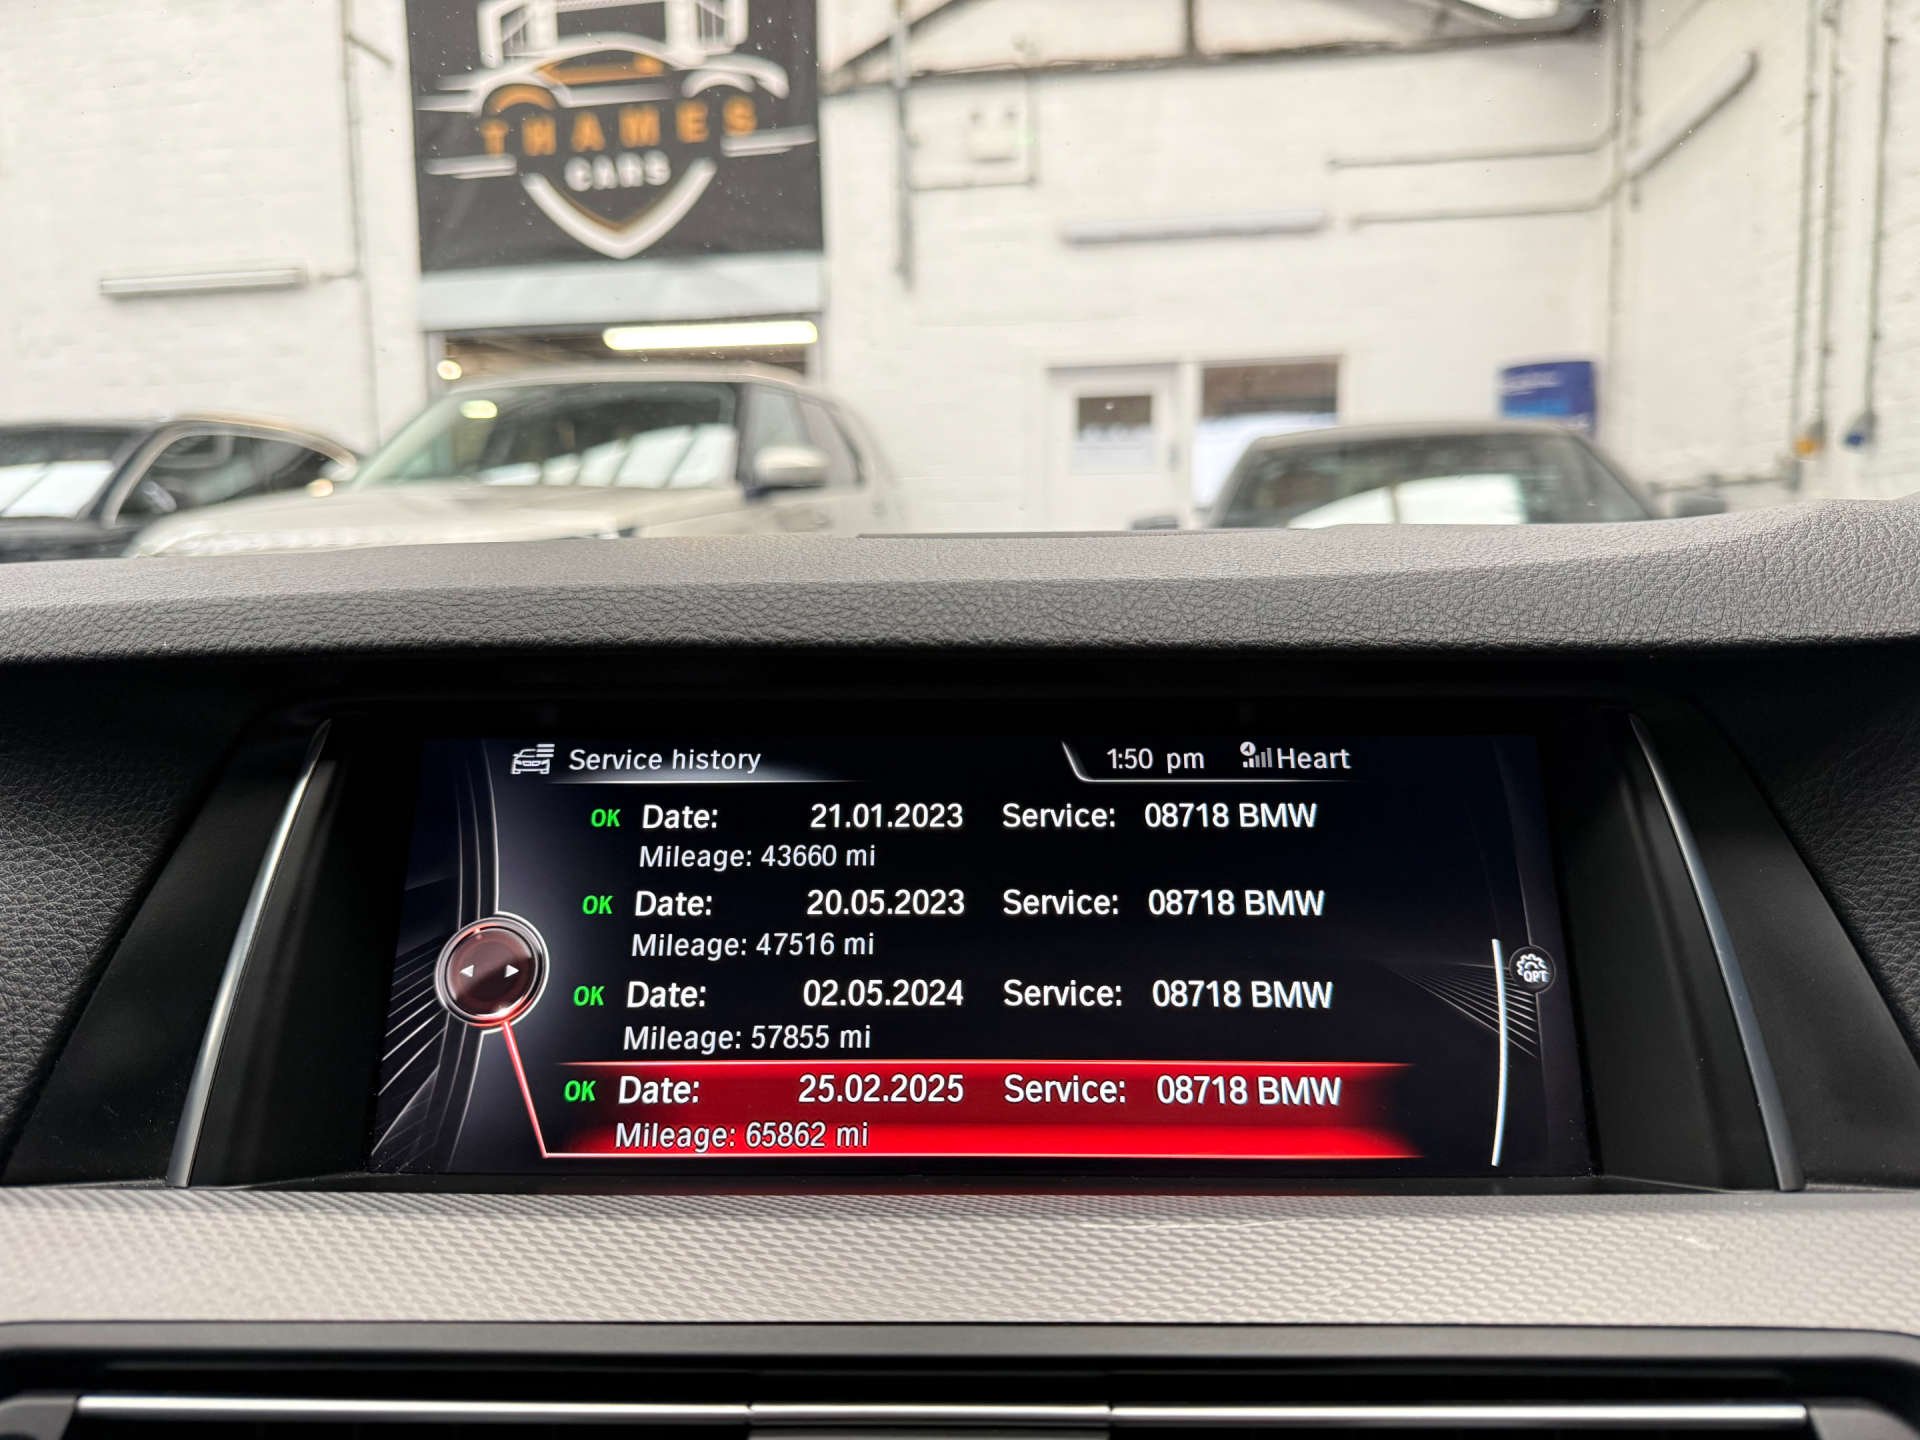 THAMES
CARS
Service history 1:50 pm Heart
OK Date: 21.01.2023 Service: 08718 BMW
Mileage: 43660 mi
OK Date: 20.05.2023 Service: 08718 BMW
Mileage: 47516 mi
OK Date: 02.05.2024 Service: 08718 BMW
Mileage: 57855 mi
OPT
OK Date: 25.02.2025 Service: 08718 BMW
Mileage: 65862 mi